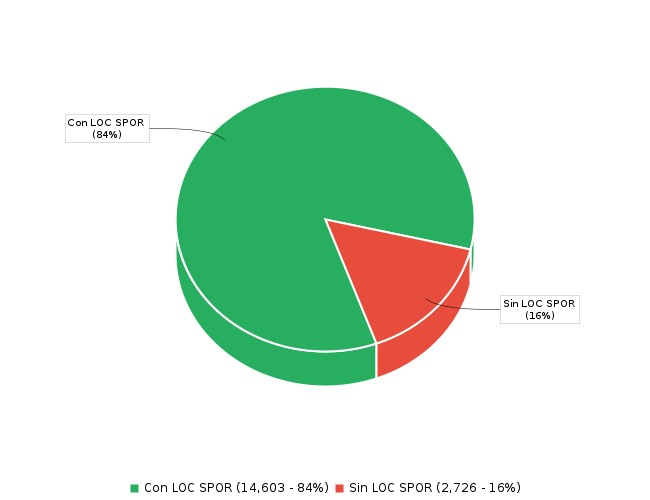 Con LOC SPOR
(84%)
Sin LOC SPOR
(16%)
Con LOC SPOR (14,603 - 84%) Sin LOC SPOR (2,726 - 16%)